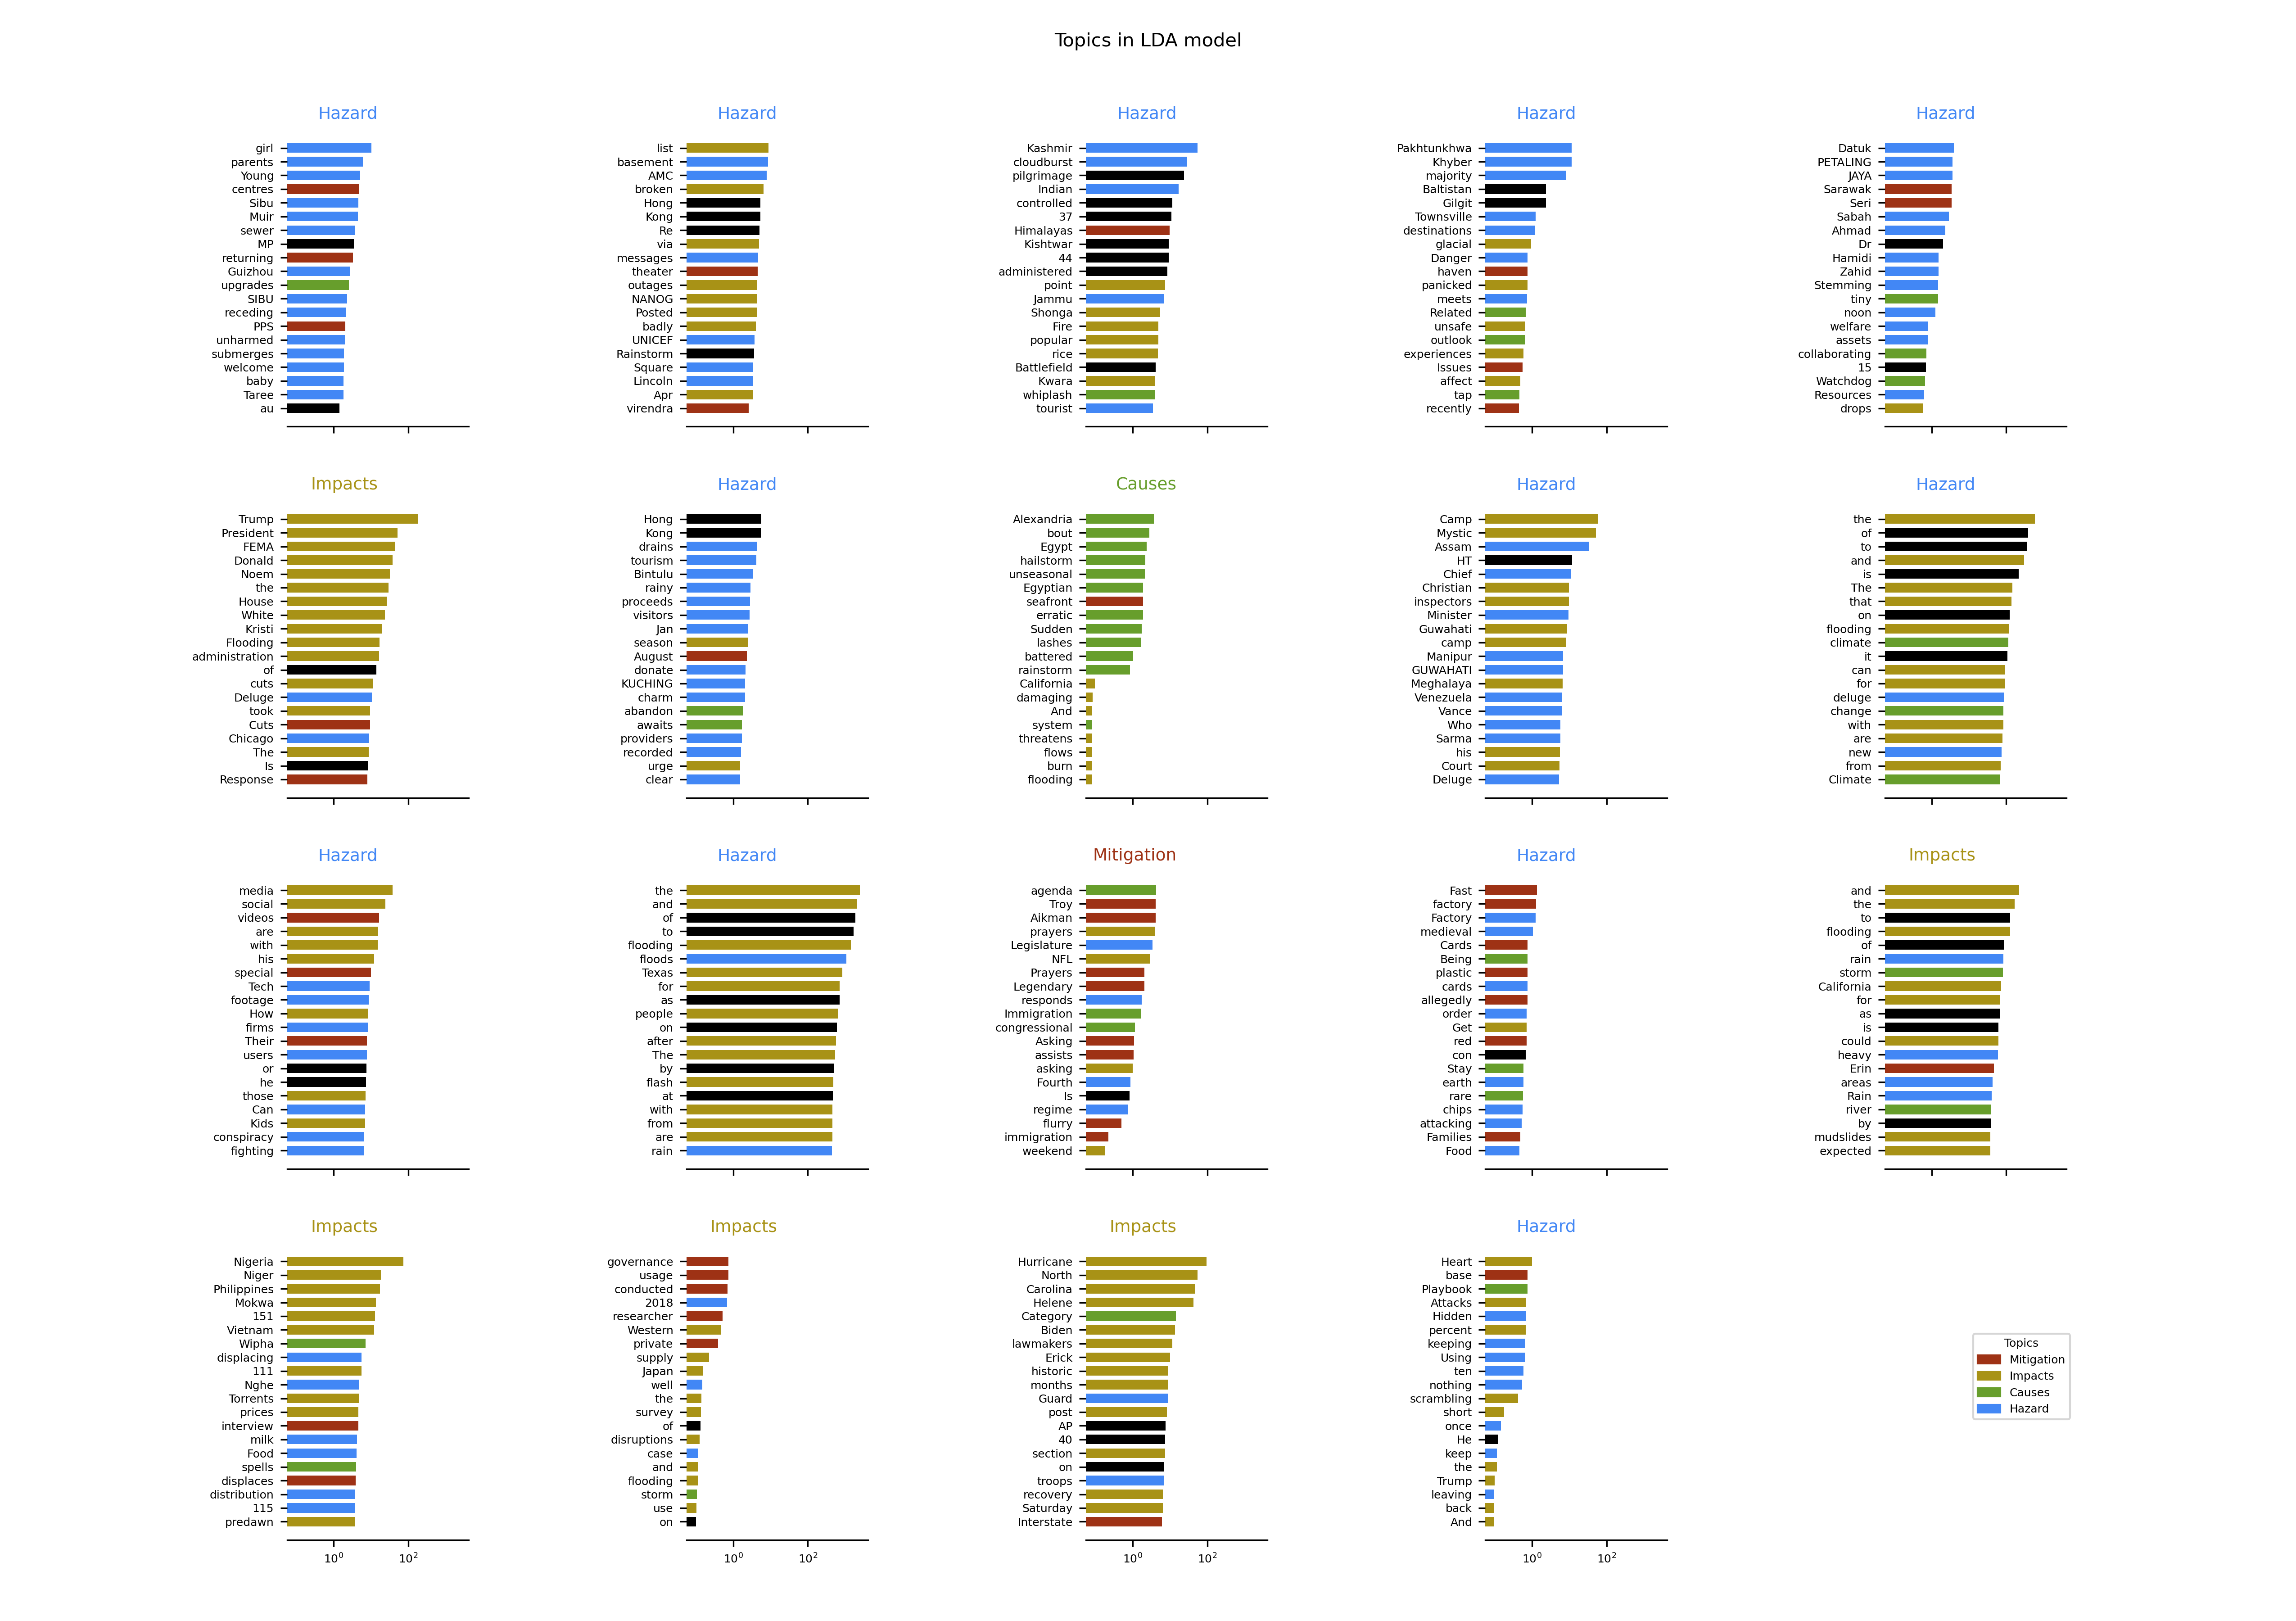 Topics in LDA model
Hazard
girl
parents
Young
centres
Sibu
Muir
sewer
MP
returning
Guizhou
upgrades
SIBU
receding
PPS
unharmed
submerges
welcome
baby
Taree
au
Hazard
list
basement
AMC
broken
Hong
Kong
Re
via
messages
theater
outages
NANOG
Posted
badly
UNICEF
Rainstorm
Square
Lincoln
Apr
virendra
Hazard
Kashmir
cloudburst
pilgrimage
Indian
controlled
37
Himalayas
Kishtwar
44
administered
point
Jammu
Shonga
Fire
popular
rice
Battlefield
Kwara
whiplash
tourist
Hazard
Pakhtunkhwa
Khyber
majority
Baltistan
Gilgit
Townsville
destinations
glacial
Danger
haven
panicked
meets
Related
unsafe
outlook
experiences
Issues
affect
tap
recently
Hazard
Datuk
PETALING
JAYA
Sarawak
Seri
Sabah
Ahmad
Dr
Hamidi
Zahid
Stemming
tiny
noon
welfare
assets
collaborating
15
Watchdog
Resources
drops
Impacts
Trump
President
FEMA
Donald
Noem
the
House
White
Kristi
Flooding
administration
of
cuts
Deluge
took
Cuts
Chicago
The
Is
Response
Hazard
Hong
Kong
drains
tourism
Bintulu
rainy
proceeds
visitors
Jan
season
August
donate
KUCHING
charm
abandon
awaits
providers
recorded
urge
clear
Causes
Alexandria
bout
Egypt
hailstorm
unseasonal
Egyptian
seafront
erratic
Sudden
lashes
battered
rainstorm
California
damaging
And
system
threatens
flows
burn
flooding
Hazard
Camp
Mystic
Assam
HT
Chief
Christian
inspectors
Minister
Guwahati
camp
Manipur
GUWAHATI
Meghalaya
Venezuela
Vance
Who
Sarma
his
Court
Deluge
Hazard
the
of
to
and
is
The
that
on
flooding
climate
it
can
for
deluge
change
with
are
new
from
Climate
Hazard
media
social
videos
are
with
his
special
Tech
footage
How
firms
Their
users
or
he
those
Can
Kids
conspiracy
fighting
Hazard
the
and
of
to
flooding
floods
Texas
for
as
people
on
after
The
by
flash
at
with
from
are
rain
Mitigation
agenda
Troy
Aikman
prayers
Legislature
NFL
Prayers
Legendary
responds
Immigration
congressional
Asking
assists
asking
Fourth
Is
regime
flurry
immigration
weekend
Hazard
Fast
factory
Factory
medieval
Cards
Being
plastic
cards
allegedly
order
Get
red
con
Stay
earth
rare
chips
attacking
Families
Food
Impacts
and
the
to
flooding
of
rain
storm
California
for
as
is
could
heavy
Erin
areas
Rain
river
by
mudslides
expected
Impacts
Nigeria
Niger
Philippines
Mokwa
151
Vietnam
Wipha
displacing
111
Nghe
Torrents
prices
interview
milk
Food
spells
displaces
distribution
115
predawn
10^0 10^2
Impacts
governance
usage
conducted
2018
researcher
Western
private
supply
Japan
well
the
survey
of
disruptions
case
and
flooding
storm
use
on
10^0 10^2
Impacts
Hurricane
North
Carolina
Helene
Category
Biden
lawmakers
Erick
historic
months
Guard
post
AP
40
section
on
troops
recovery
Saturday
Interstate
10^0 10^2
Hazard
Heart
base
Playbook
Attacks
Hidden
percent
keeping
Using
ten
nothing
scrambling
short
once
He
keep
the
Trump
leaving
back
And
10^0 10^2
Topics
Mitigation
Impacts
Causes
Hazard